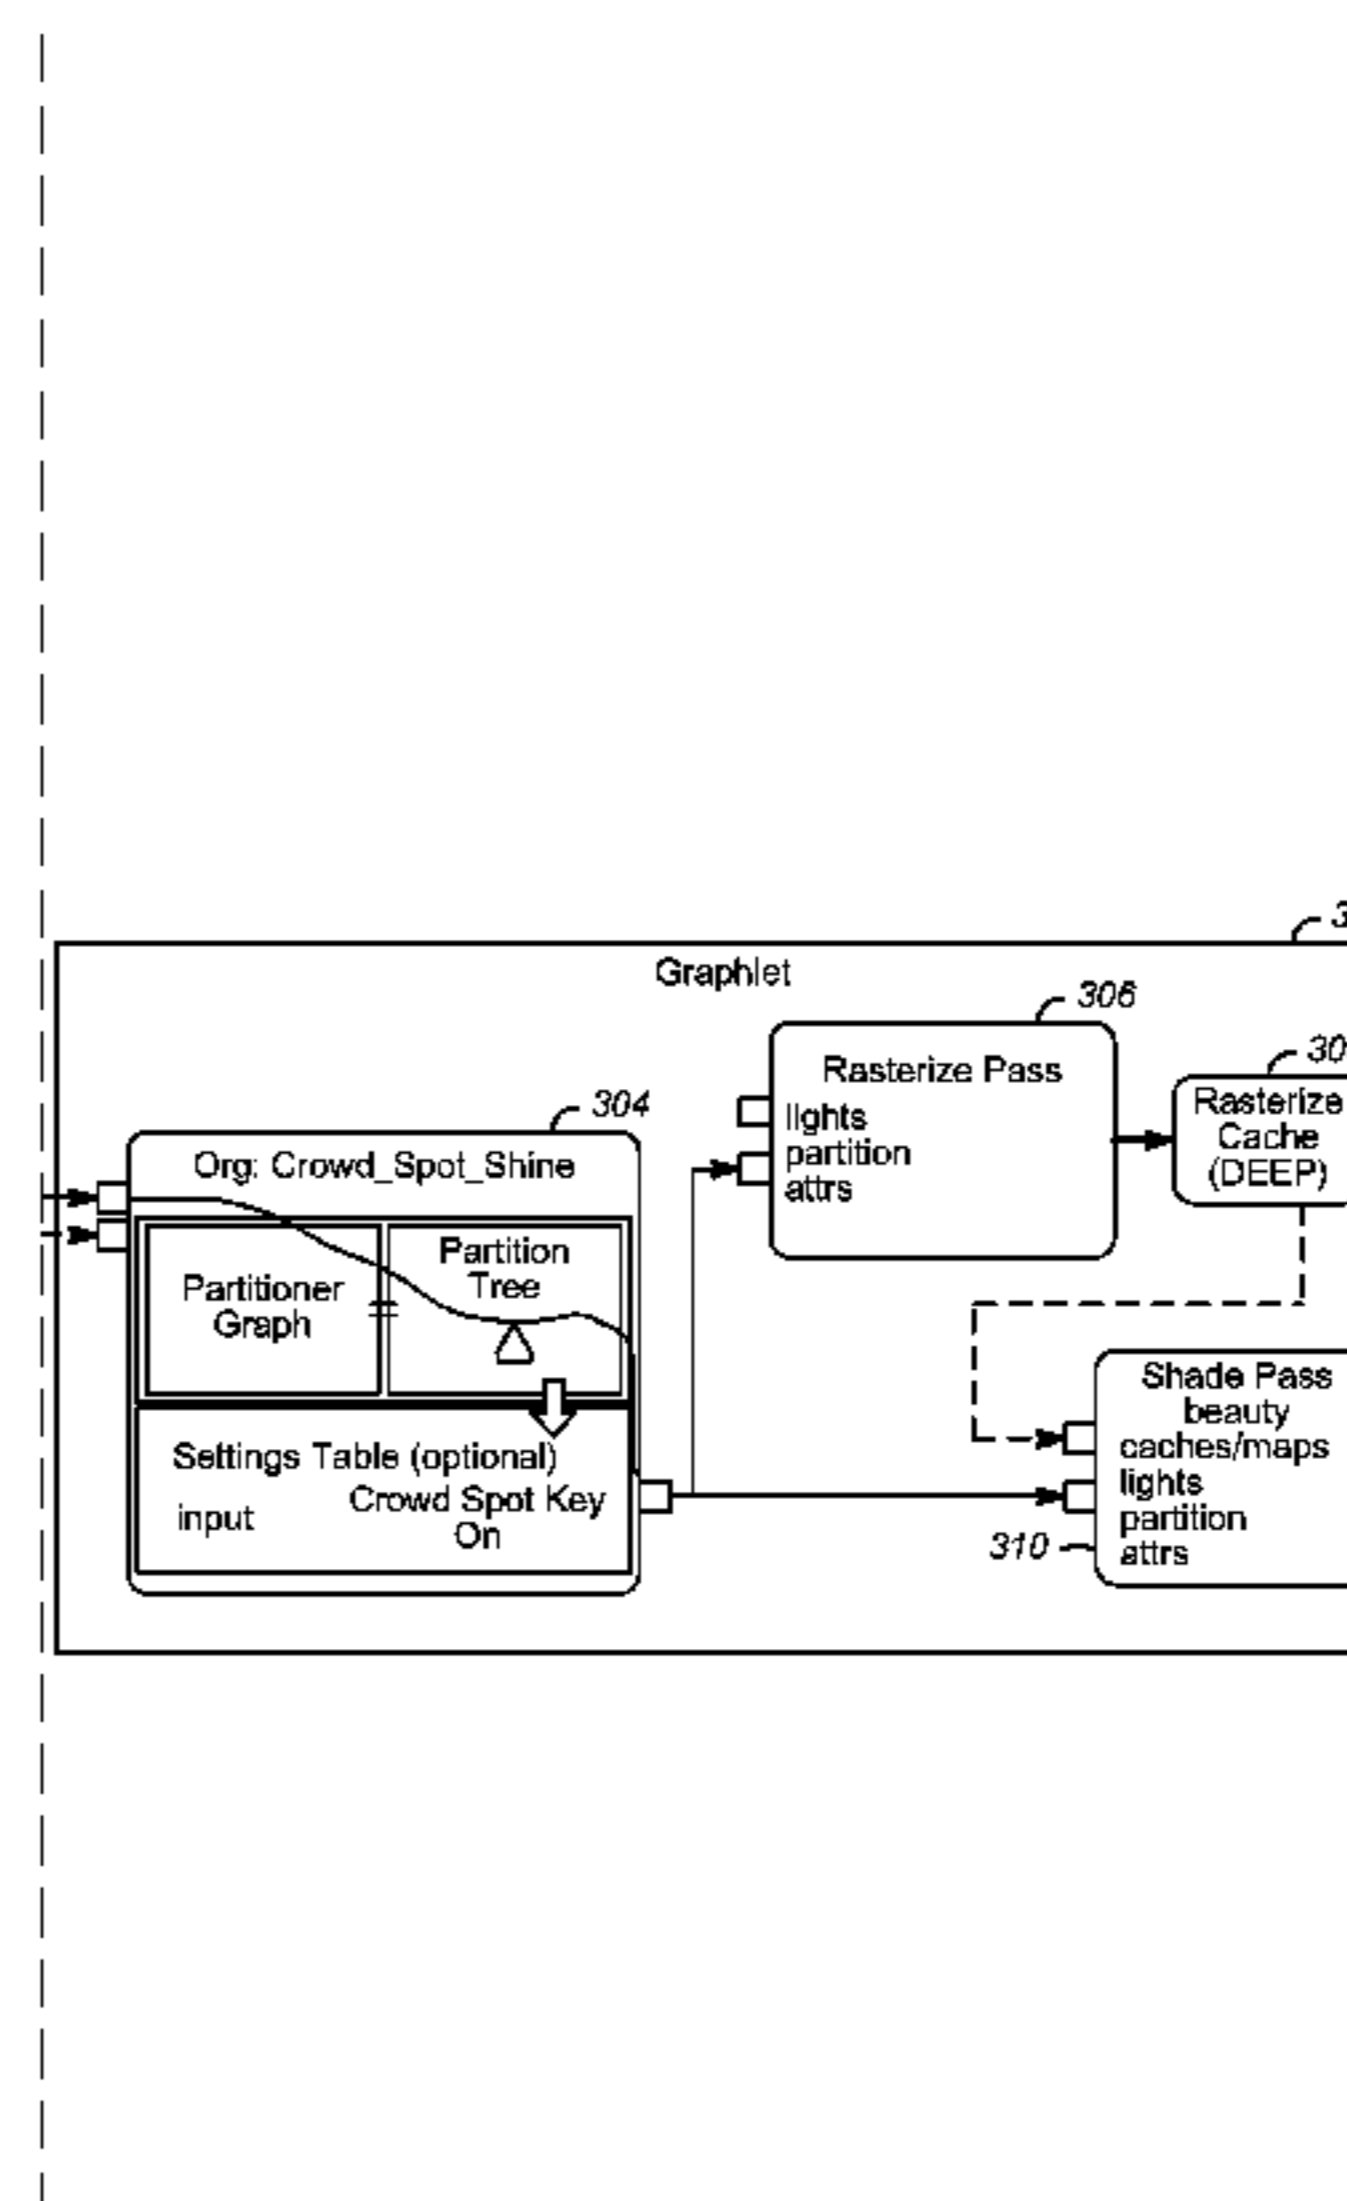 Graphlet
306
Rasterize Pass
lights
partition
attrs
Rasterize
Cache
(DEEP)
304
Org: Crowd_Spot_Shine
Partitioner
Graph
Partition
Tree
Settings Table (optional)
input
Crowd Spot Key
On
Shade Pass
beauty
caches/maps
lights
partition
attrs
310